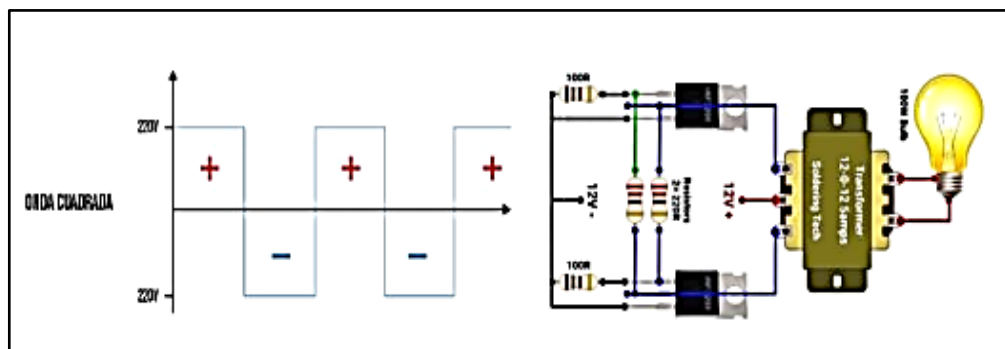 220V
ONDA CUADRADA
220V
+
+
+
-
-
100R
12V -
100R
Resistors
2× 220R
12V +
Transformer
12-0-12 5amps
Soldering Tech
100W Bulb